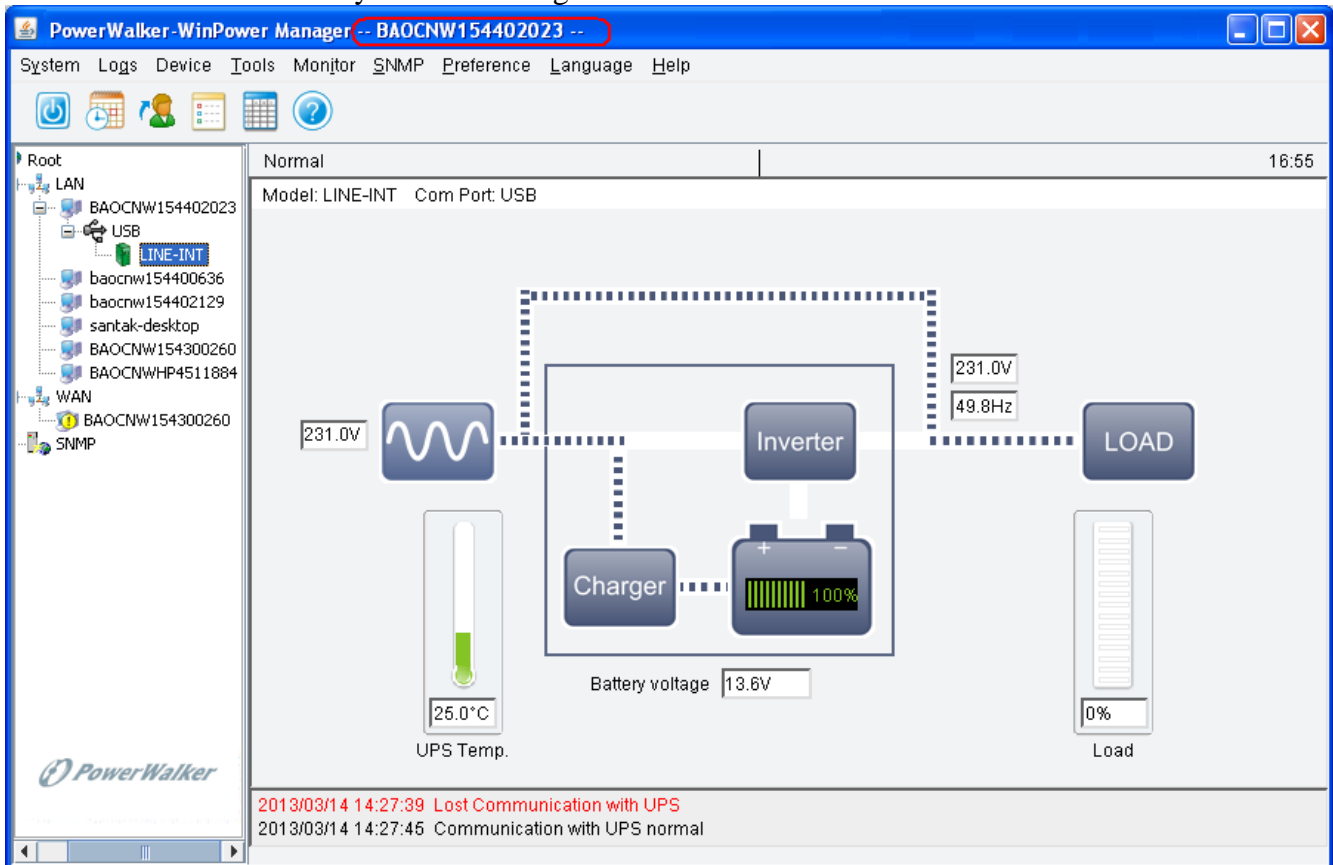 PowerWalker-WinPower Manager -- BAOCNW154402023 --
System Logs Device Tools Monitor SNMP Preference Language Help
Root
LAN
BAOCNW154402023
USB
LINE-INT
baocnw154400636
baocnw154402129
santak-desktop
BAOCNW154300260
BAOCNWHP4511884
WAN
BAOCNW154300260
SNMP
PowerWalker
Normal 16:55
Model: LINE-INT Com Port: USB
231.0V
49.8Hz
231.0V
Inverter
LOAD
Charger
+ −
100%
Battery voltage 13.6V
25.0°C
UPS Temp.
0%
Load
2013/03/14 14:27:39 Lost Communication with UPS
2013/03/14 14:27:45 Communication with UPS normal